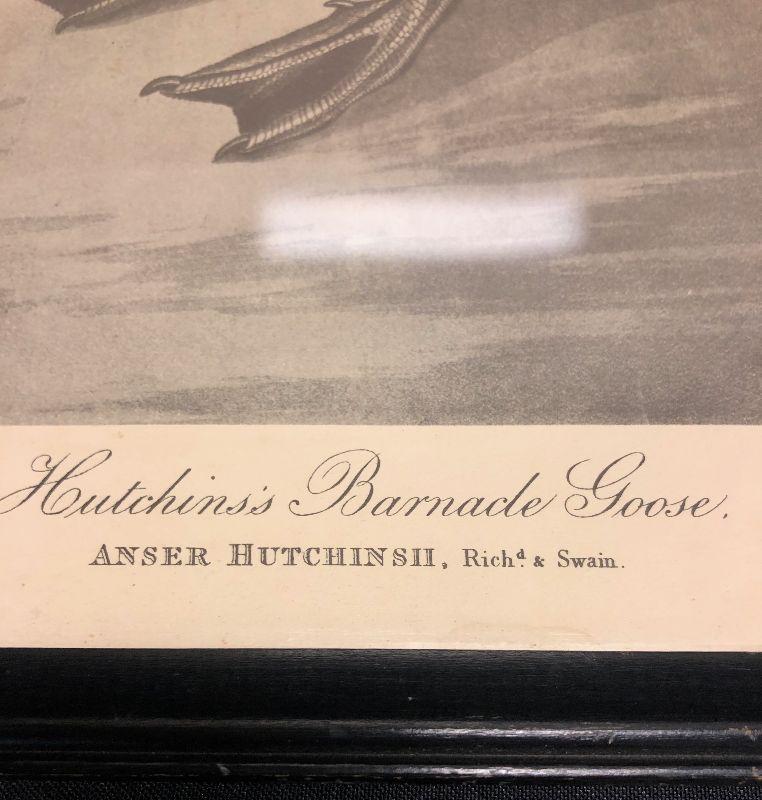 Hutchins's Barnacle Goose.
ANSER HUTCHINSII, Richd. & Swain.